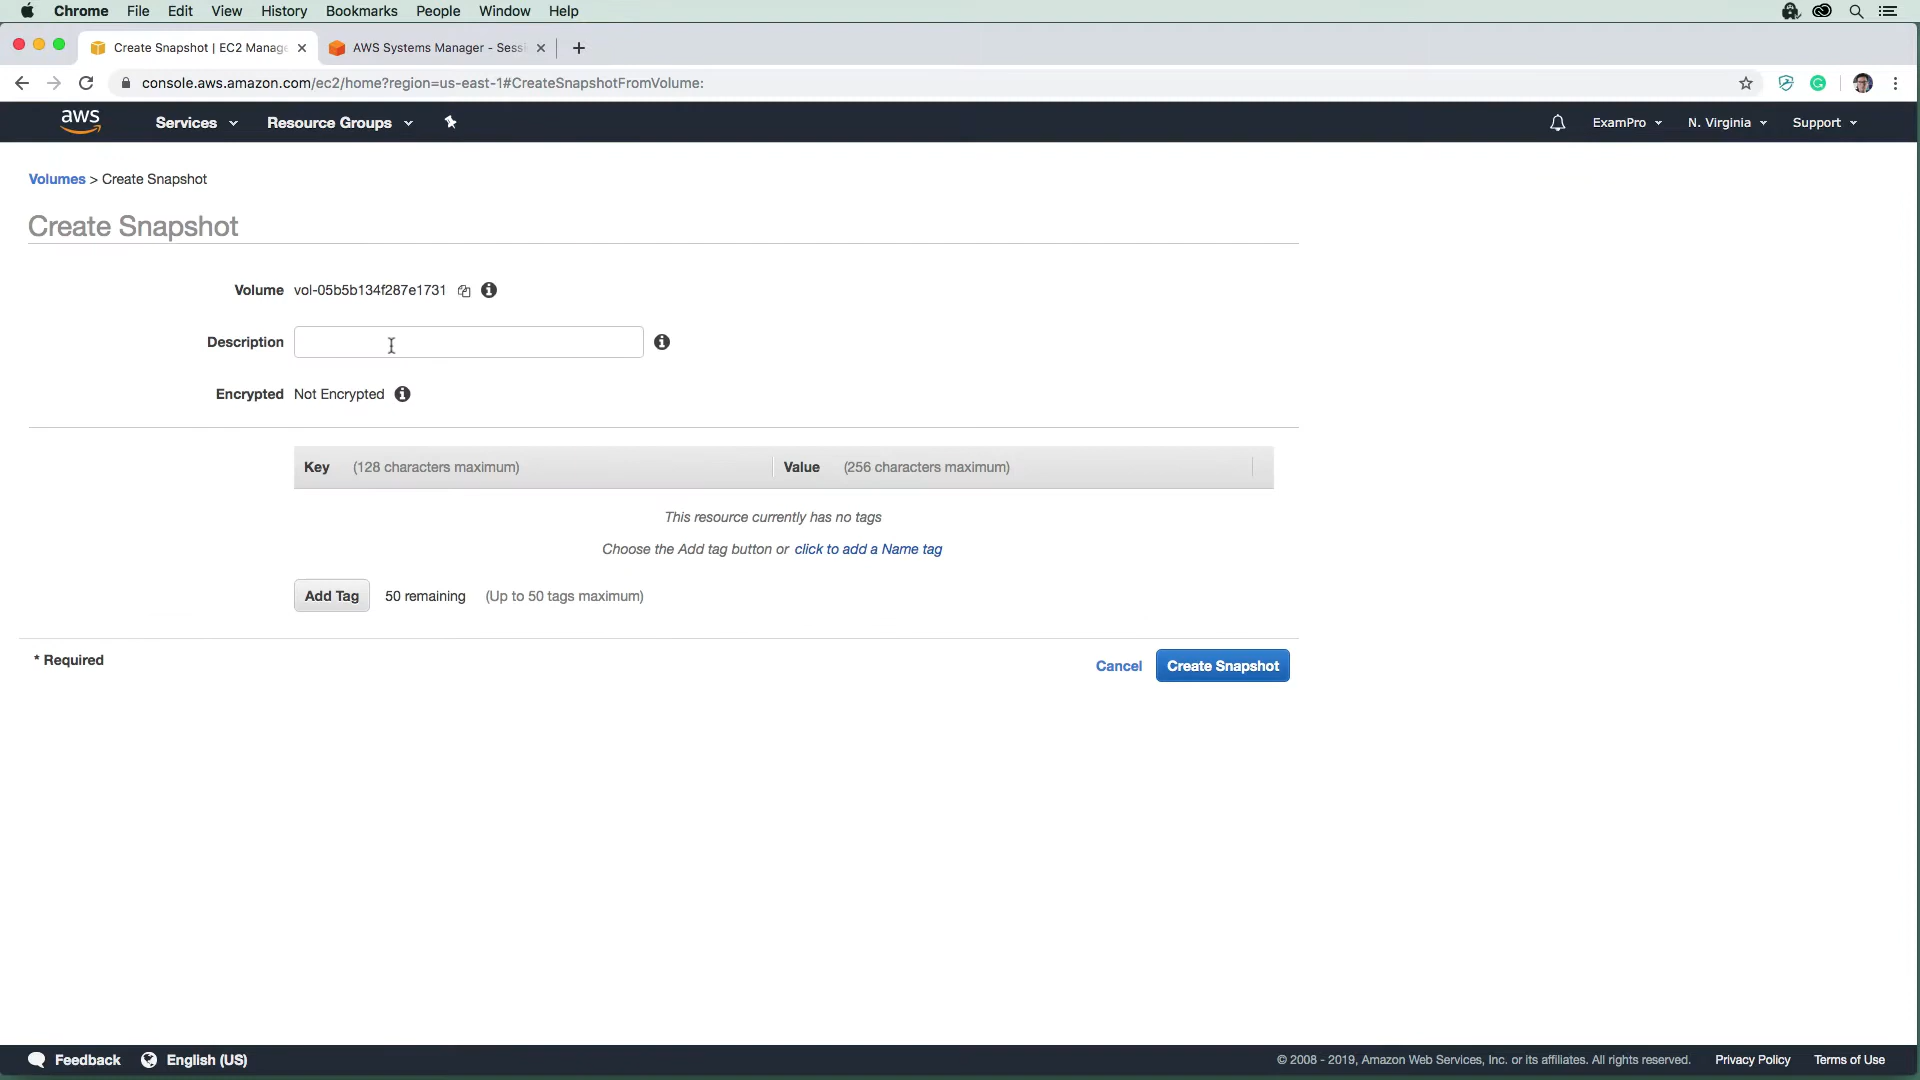 Chrome File Edit View History Bookmarks People Window Help
Create Snapshot | EC2 Manage
AWS Systems Manager - Sessi
console.aws.amazon.com/ec2/home?region=us-east-1#CreateSnapshotFromVolume:
aws Services Resource Groups ExamPro N. Virginia Support
Volumes > Create Snapshot
Create Snapshot
Volume vol-05b5b134f287e1731
Description
Encrypted Not Encrypted
Key (128 characters maximum) Value (256 characters maximum)
This resource currently has no tags
Choose the Add tag button or click to add a Name tag
Add Tag 50 remaining (Up to 50 tags maximum)
* Required Cancel Create Snapshot
Feedback English (US) © 2008 - 2019, Amazon Web Services, Inc. or its affiliates. All rights reserved. Privacy Policy Terms of Use